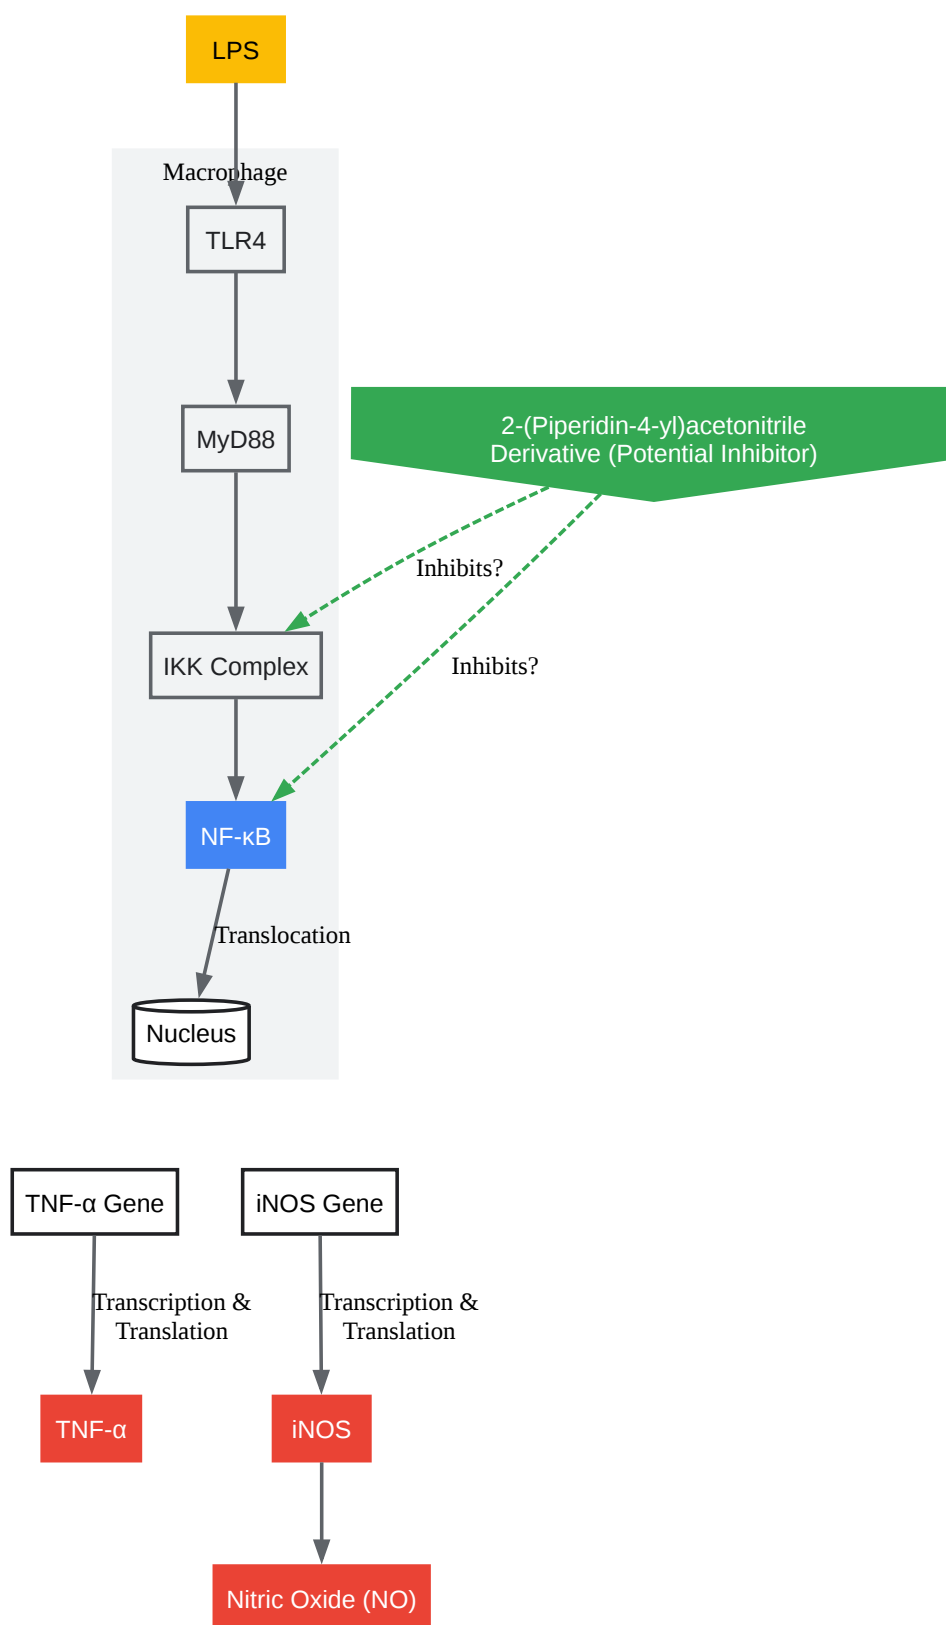 LPS
Macrophage
TLR4
MyD88
2-(Piperidin-4-yl)acetonitrile
Derivative (Potential Inhibitor)
Inhibits?
IKK Complex
Inhibits?
NF-κB
Translocation
Nucleus
TNF-α Gene
iNOS Gene
Transcription &
Translation
Transcription &
Translation
TNF-α
iNOS
Nitric Oxide (NO)